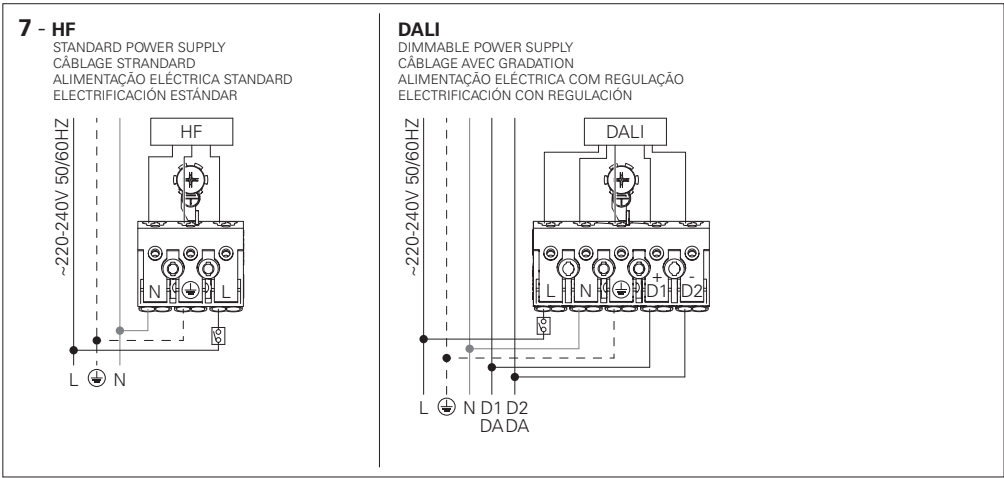 7 - HF
STANDARD POWER SUPPLY
CÂBLAGE STRANDARD
ALIMENTAÇÃO ELÉCTRICA STANDARD
ELECTRIFICACIÓN ESTÁNDAR
~220-240V 50/60HZ
HF
N L
L N
DALI
DIMMABLE POWER SUPPLY
CÂBLAGE AVEC GRADATION
ALIMENTAÇÃO ELÉCTRICA COM REGULAÇÃO
ELECTRIFICACIÓN CON REGULACIÓN
~220-240V 50/60HZ
DALI
+ -
L N D1 D2
L N D1 D2
DA DA